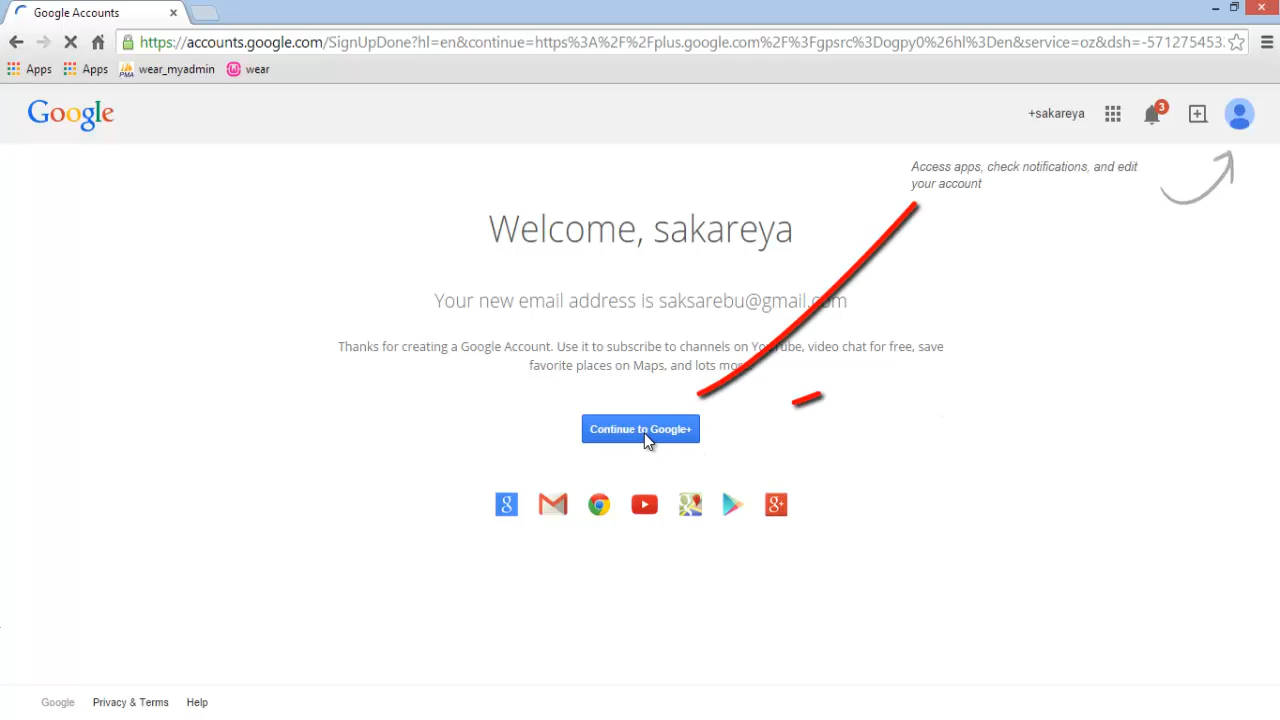 Google Accounts
https://accounts.google.com/SignUpDone?hl=en&continue=https%3A%2F%2Fplus.google.com%2F%3Fgpsrc%3Dogpy0%26hl%3Den&service=oz&dsh=-571275453.
Apps Apps wear_myadmin wear
Google
+sakareya
3
Access apps, check notifications, and edit
your account
Welcome, sakareya
Your new email address is saksarebu@gmail.com
Thanks for creating a Google Account. Use it to subscribe to channels on YouTube, video chat for free, save
favorite places on Maps, and lots more.
Continue to Google+
Google Privacy & Terms Help